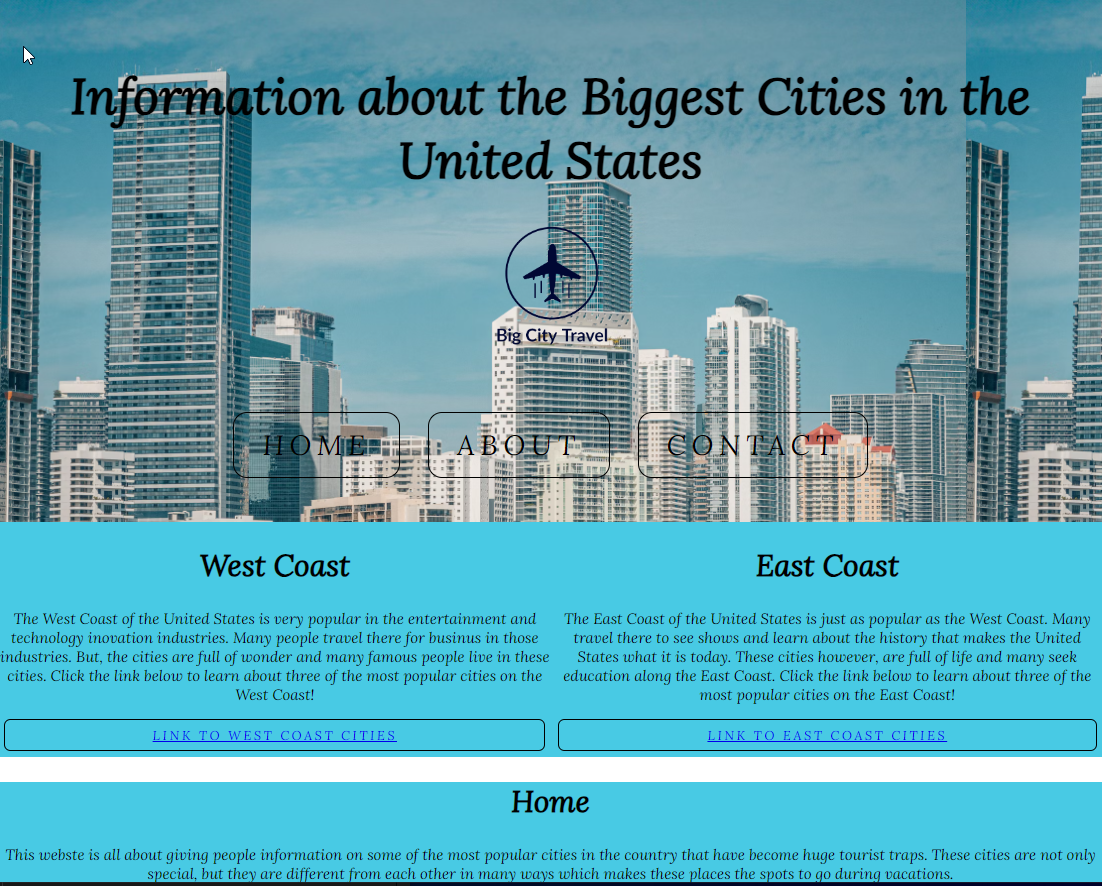 Information about the Biggest Cities in the
United States
Big City Travel
HOME ABOUT CONTACT
West Coast
The West Coast of the United States is very popular in the entertainment and
technology inovation industries. Many people travel there for businus in those
industries. But, the cities are full of wonder and many famous people live in these
cities. Click the link below to learn about three of the most popular cities on the
West Coast!
LINK TO WEST COAST CITIES
East Coast
The East Coast of the United States is just as popular as the West Coast. Many
travel there to see shows and learn about the history that makes the United
States what it is today. These cities however, are full of life and many seek
education along the East Coast. Click the link below to learn about three of the
most popular cities on the East Coast!
LINK TO EAST COAST CITIES
Home
This webste is all about giving people information on some of the most popular cities in the country that have become huge tourist traps. These cities are not only
special, but they are different from each other in many ways which makes these places the spots to go during vacations.